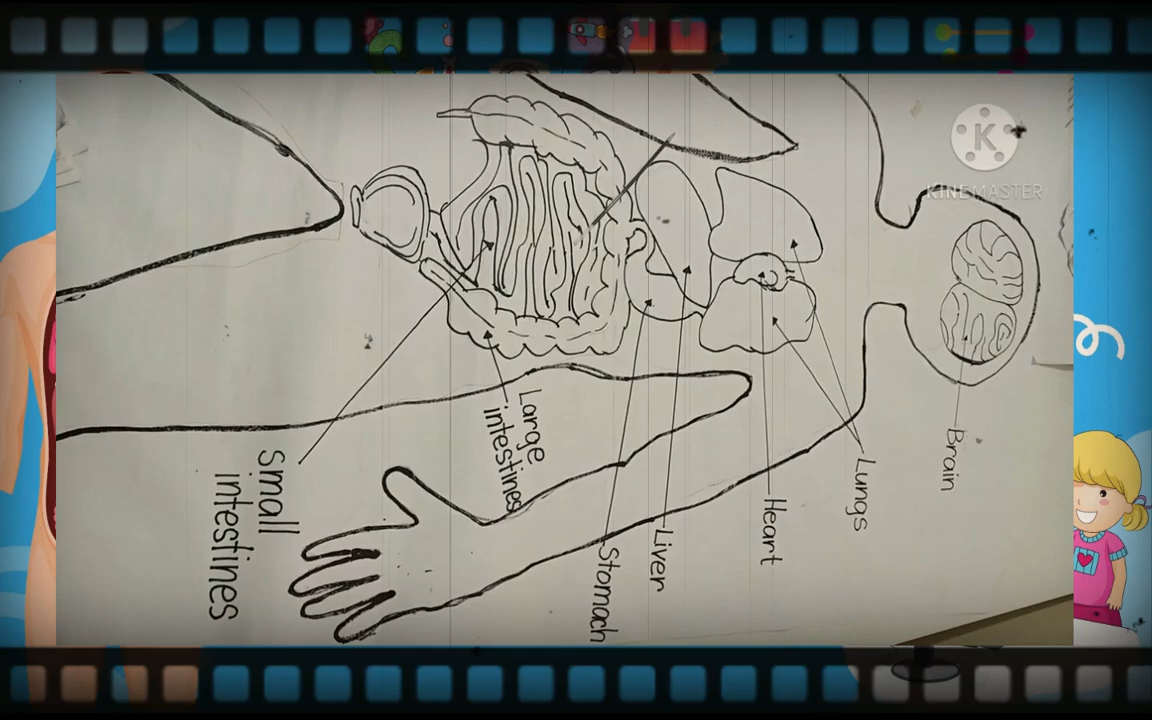 Brain
Lungs
Heart
Liver
Stomach
Large
intestines
small
intestines
K
KINEMASTER